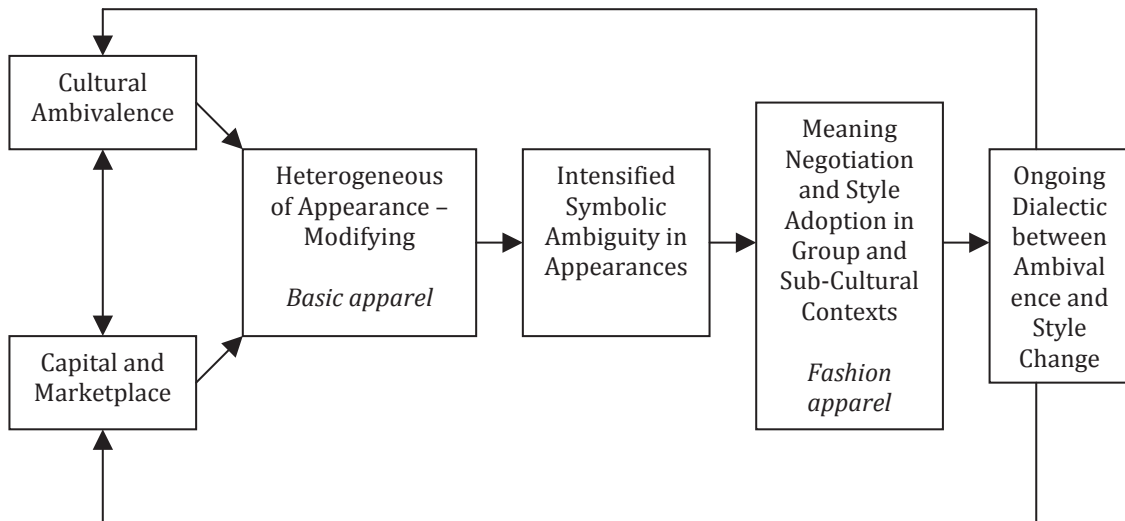 Cultural
Ambivalence
Capital and
Marketplace
Heterogeneous
of Appearance –
Modifying
Basic apparel
Intensified
Symbolic
Ambiguity in
Appearances
Meaning
Negotiation
and Style
Adoption in
Group and
Sub-Cultural
Contexts
Fashion
apparel
Ongoing
Dialectic
between
Ambival
ence and
Style
Change